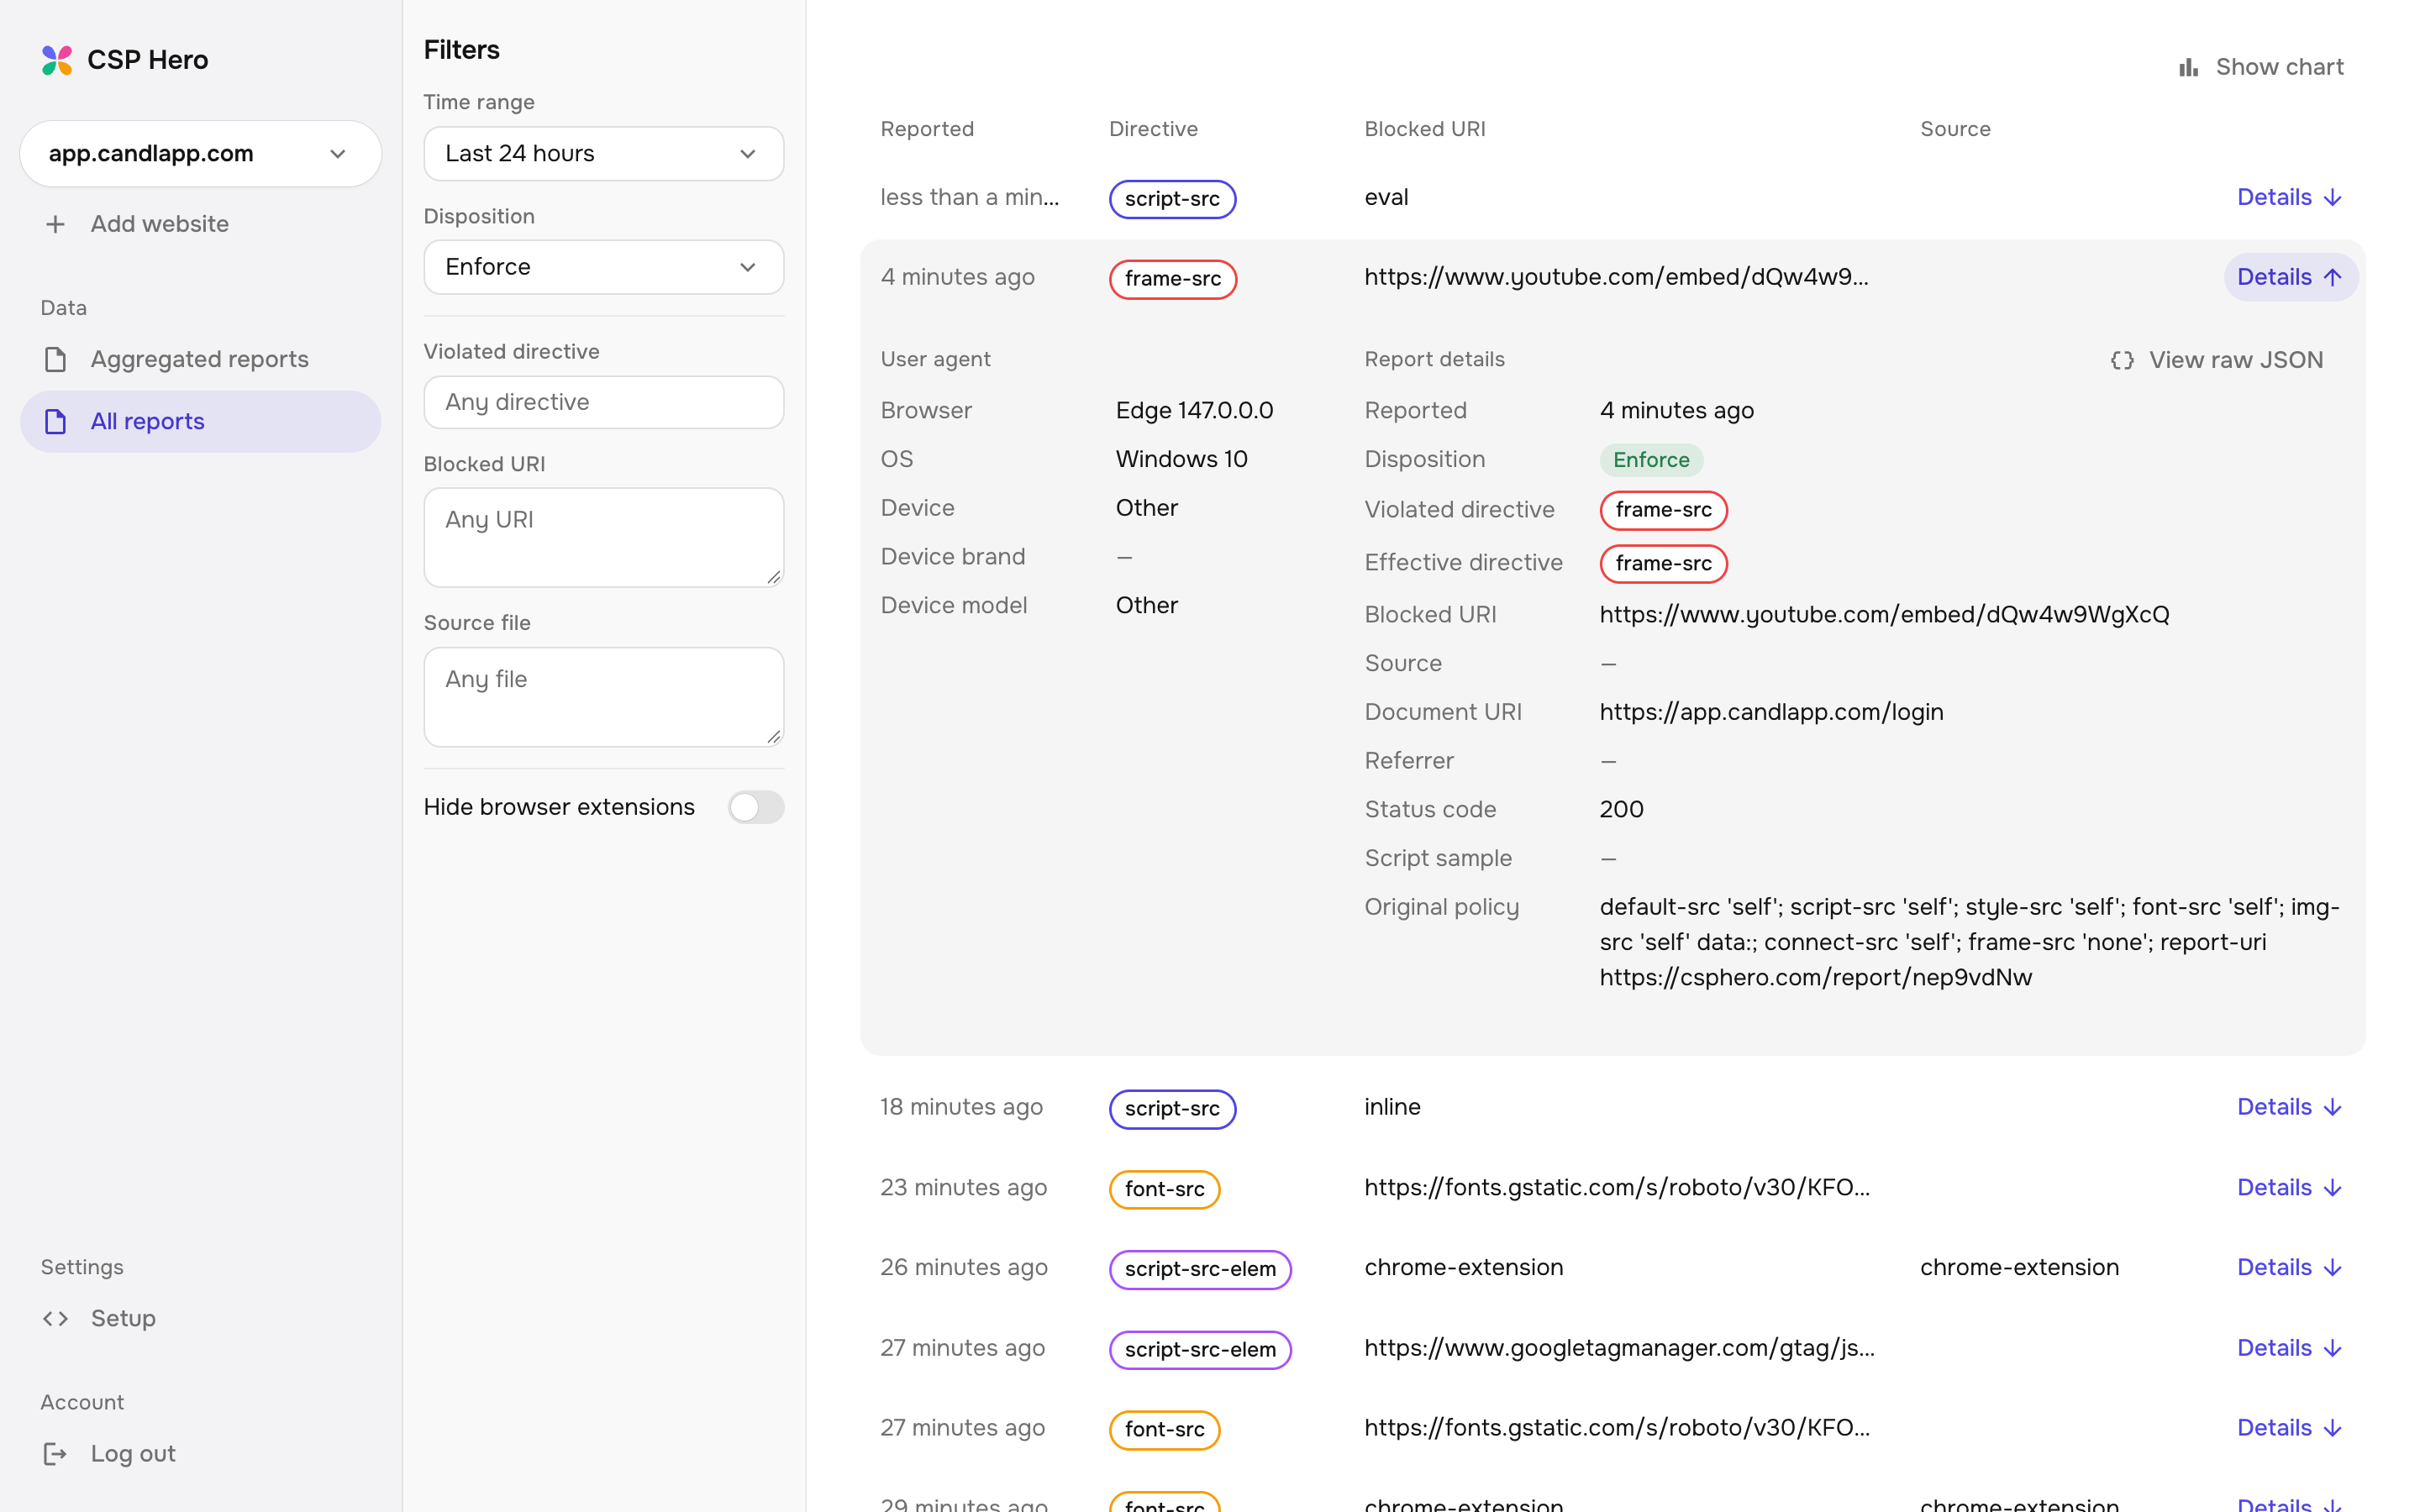 CSP Hero
app.candlapp.com
Add website
Data
Aggregated reports
All reports
Settings
Setup
Account
Log out
Filters
Time range
Last 24 hours
Disposition
Enforce
Violated directive
Any directive
Blocked URI
Any URI
Source file
Any file
Hide browser extensions
Show chart
Reported Directive Blocked URI Source
less than a min... script-src eval Details
4 minutes ago frame-src https://www.youtube.com/embed/dQw4w9... Details
User agent
Browser Edge 147.0.0.0
OS Windows 10
Device Other
Device brand –
Device model Other
Report details View raw JSON
Reported 4 minutes ago
Disposition Enforce
Violated directive frame-src
Effective directive frame-src
Blocked URI https://www.youtube.com/embed/dQw4w9WgXcQ
Source –
Document URI https://app.candlapp.com/login
Referrer –
Status code 200
Script sample –
Original policy default-src 'self'; script-src 'self'; style-src 'self'; font-src 'self'; img-
src 'self' data:; connect-src 'self'; frame-src 'none'; report-uri
https://csphero.com/report/nep9vdNw
18 minutes ago script-src inline Details
23 minutes ago font-src https://fonts.gstatic.com/s/roboto/v30/KFO... Details
26 minutes ago script-src-elem chrome-extension chrome-extension Details
27 minutes ago script-src-elem https://www.googletagmanager.com/gtag/js... Details
27 minutes ago font-src https://fonts.gstatic.com/s/roboto/v30/KFO... Details
29 minutes ago font-src chrome-extension chrome-extension Details